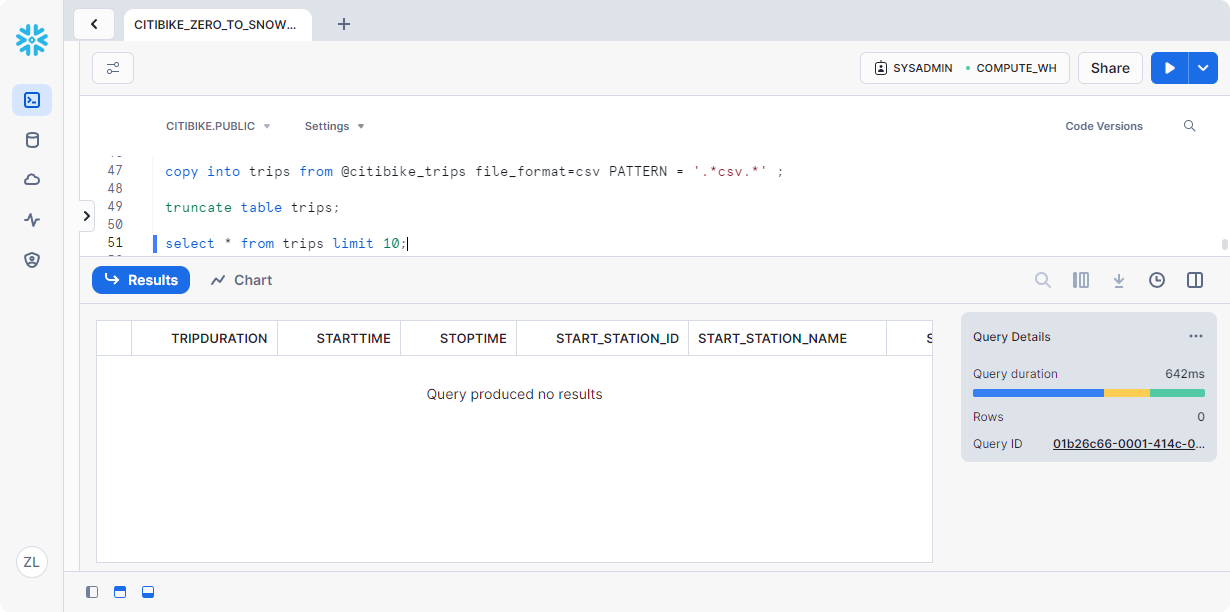 CITIBIKE_ZERO_TO_SNOW...
SYSADMIN COMPUTE_WH Share
CITIBIKE.PUBLIC Settings Code Versions
47 copy into trips from @citibike_trips file_format=csv PATTERN = '.*csv.*' ;
48
49 truncate table trips;
50
51 select * from trips limit 10;
Results Chart
TRIPDURATION STARTTIME STOPTIME START_STATION_ID START_STATION_NAME
Query produced no results
Query Details
Query duration 642ms
Rows 0
Query ID 01b26c66-0001-414c-0...
ZL